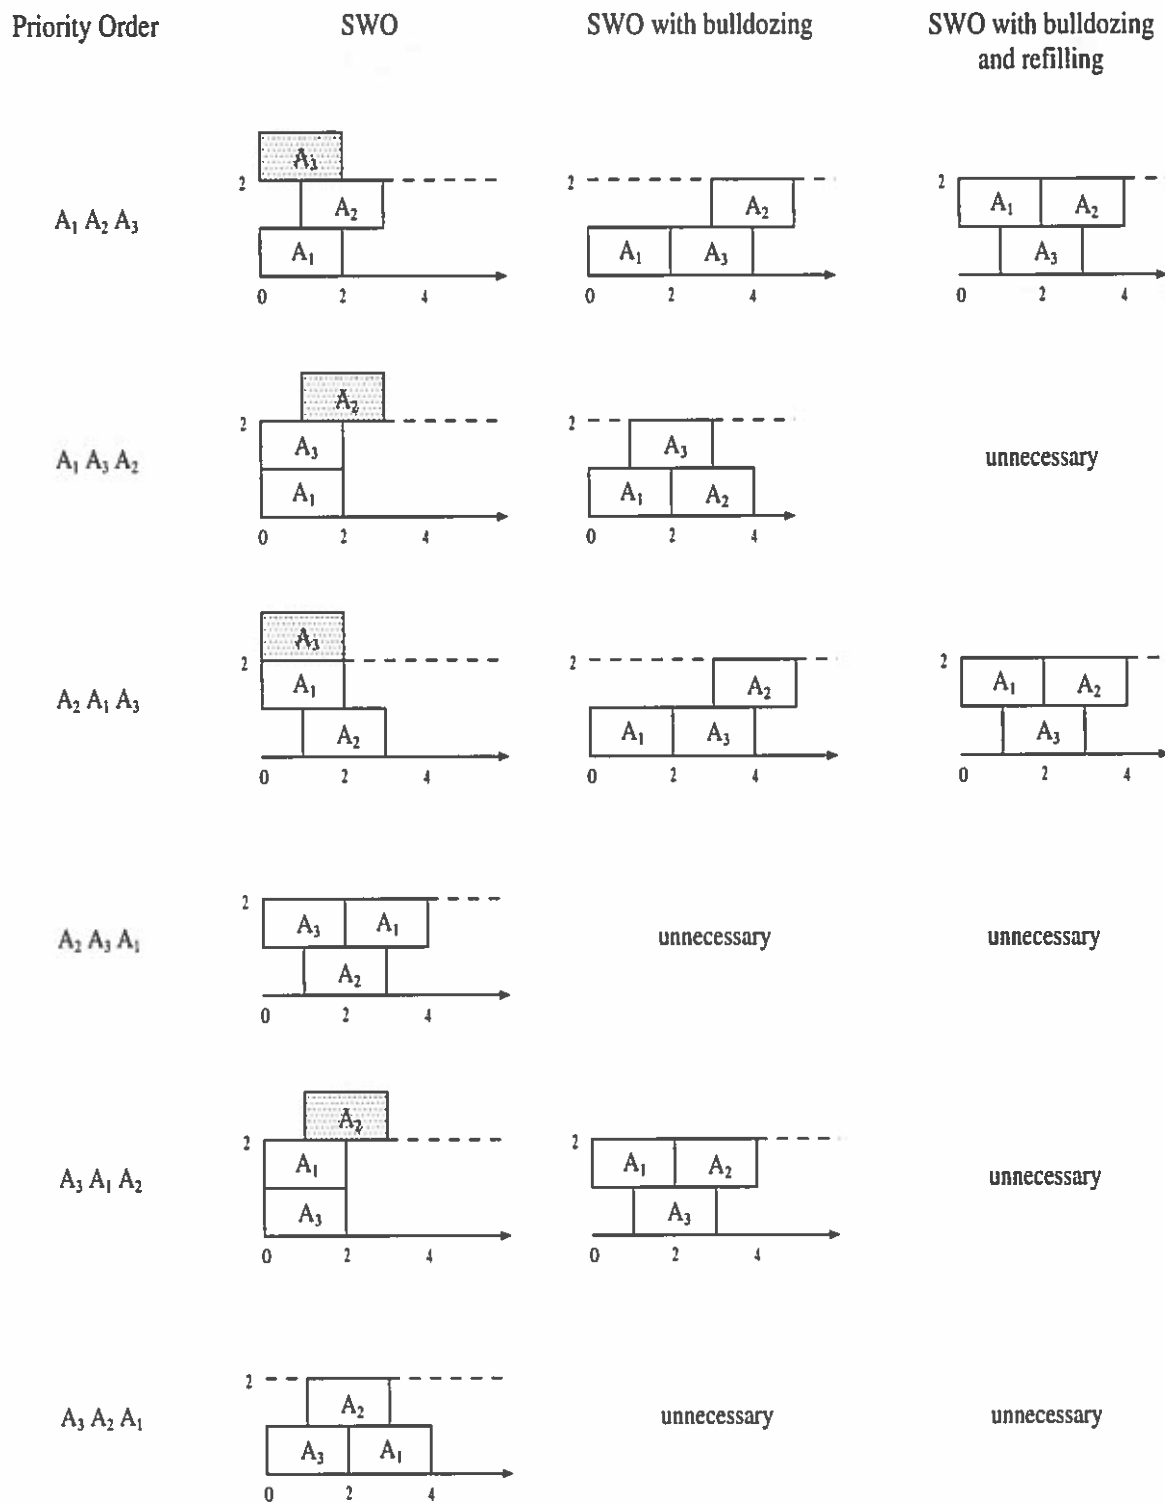 Priority Order SWO SWO with bulldozing SWO with bulldozing
and refilling
A₃
2 2 2
A₁ A₂ A₃ A₂ A₂ A₁ A₂
A₁ A₁ A₃ A₃
0 2 4 0 2 4 0 2 4
A₂
2 2
A₁ A₃ A₂ A₃ A₃ unnecessary
A₁ A₁ A₂
0 2 4 0 2 4
A₃
2 2 2
A₂ A₁ A₃ A₁ A₂ A₁ A₂
A₂ A₁ A₃ A₃
0 2 4 0 2 4 0 2 4
2
A₂ A₃ A₁ A₃ A₁ unnecessary unnecessary
A₂
0 2 4
A₂
2 2
A₃ A₁ A₂ A₁ A₁ A₂ unnecessary
A₃ A₃
0 2 4 0 2 4
2
A₃ A₂ A₁ A₂ unnecessary unnecessary
A₃ A₁
0 2 4